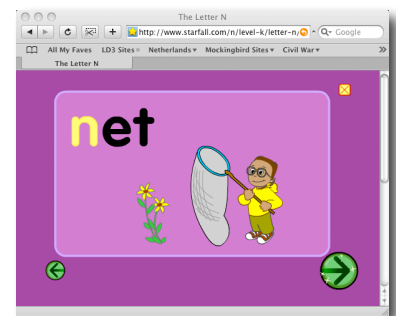 The Letter N
http://www.starfall.com/n/level-k/letter-n/
Google
All My Faves LD3 Sites Netherlands Mockingbird Sites Civil War
The Letter N
net